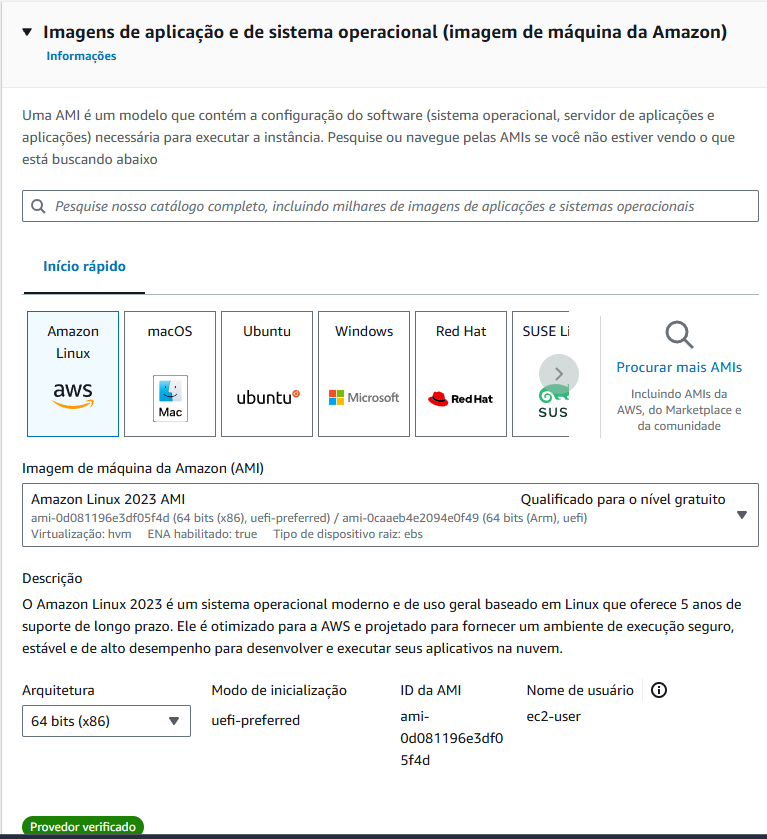 Imagens de aplicação e de sistema operacional (imagem de máquina da Amazon)
Informações
Uma AMI é um modelo que contém a configuração do software (sistema operacional, servidor de aplicações e
aplicações) necessária para executar a instância. Pesquise ou navegue pelas AMIs se você não estiver vendo o que
está buscando abaixo
Pesquise nosso catálogo completo, incluindo milhares de imagens de aplicações e sistemas operacionais
Início rápido
Amazon
Linux
aws
macOS
Mac
Ubuntu
ubuntu
Windows
Microsoft
Red Hat
Red Hat
SUSE Li
SUS
Procurar mais AMIs
Incluindo AMIs da
AWS, do Marketplace e
da comunidade
Imagem de máquina da Amazon (AMI)
Amazon Linux 2023 AMI Qualificado para o nível gratuito
ami-0d081196e3df05f4d (64 bits (x86), uefi-preferred) / ami-0caaeb4e2094e0f49 (64 bits (Arm), uefi)
Virtualização: hvm ENA habilitado: true Tipo de dispositivo raiz: ebs
Descrição
O Amazon Linux 2023 é um sistema operacional moderno e de uso geral baseado em Linux que oferece 5 anos de
suporte de longo prazo. Ele é otimizado para a AWS e projetado para fornecer um ambiente de execução seguro,
estável e de alto desempenho para desenvolver e executar seus aplicativos na nuvem.
Arquitetura
64 bits (x86)
Modo de inicialização
uefi-preferred
ID da AMI
ami-
0d081196e3df0
5f4d
Nome de usuário
ec2-user
Provedor verificado